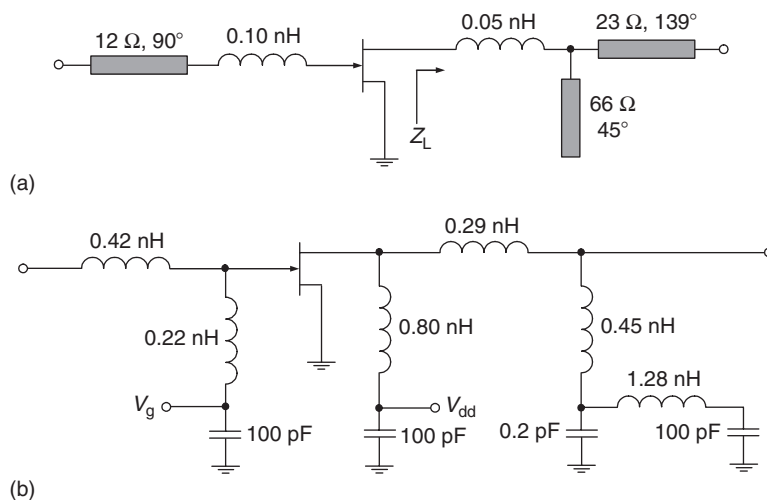 12 Ω, 90°
0.10 nH
0.05 nH
23 Ω, 139°
66 Ω
45°
Z_L
(a)
0.42 nH
0.29 nH
0.22 nH
0.80 nH
0.45 nH
1.28 nH
V_g
V_dd
100 pF
100 pF
0.2 pF
100 pF
(b)